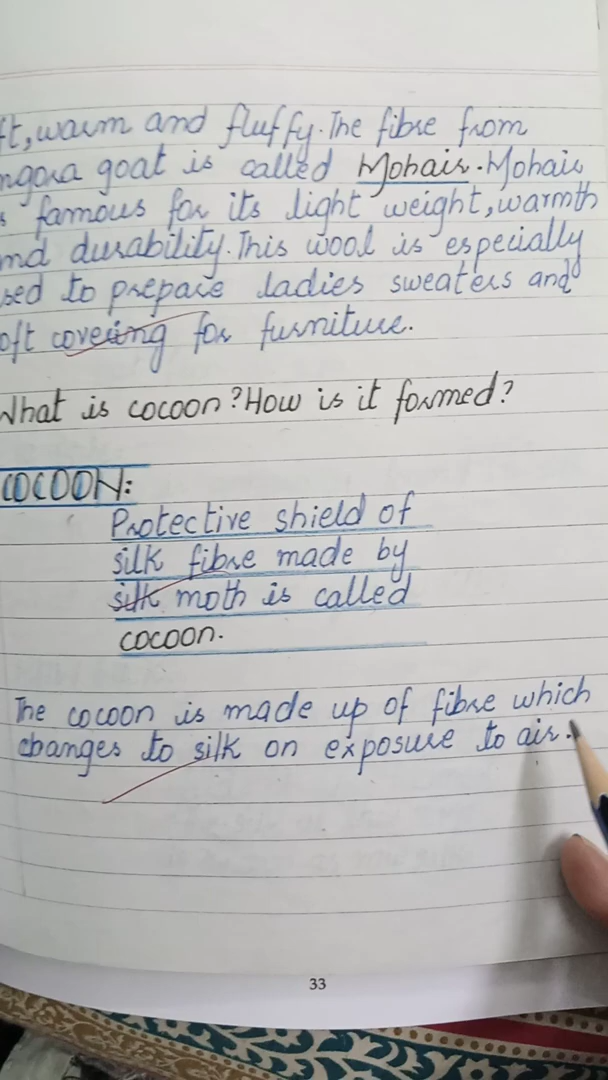 ft, warm and fluffy. The fibre from
ngora goat is called Mohair. Mohair
s famous for its light weight, warmth
nd durability. This wool is especially
sed to prepare ladies sweaters and
oft covering for furniture.
What is cocoon? How is it formed?
COCOON:
Protective shield of
silk fibre made by
silk moth is called
cocoon.
The cocoon is made up of fibre which
changes to silk on exposure to air.
33